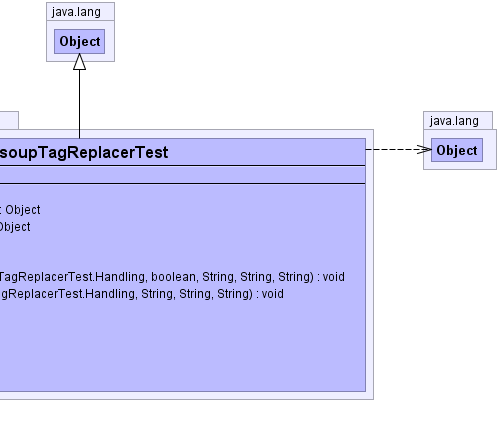 java.lang
Object
java.lang
Object
soupTagReplacerTest
: Object
Object
TagReplacerTest.Handling, boolean, String, String, String) : void
gReplacerTest.Handling, String, String, String) : void